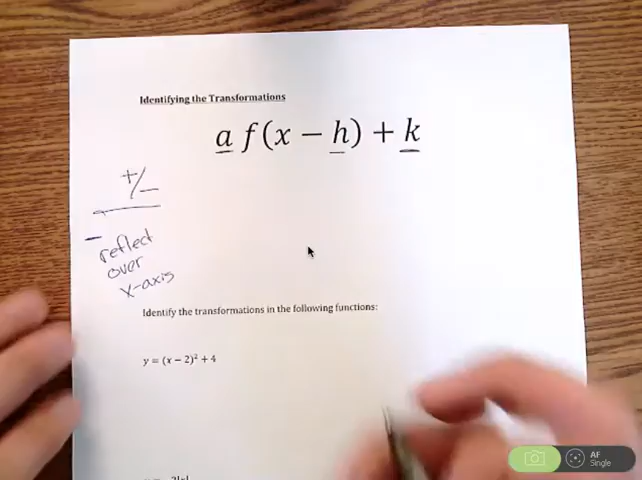 Identifying the Transformations
a f(x − h) + k
+/−
− reflect
over
x-axis
Identify the transformations in the following functions:
y = (x − 2)² + 4
AF
Single